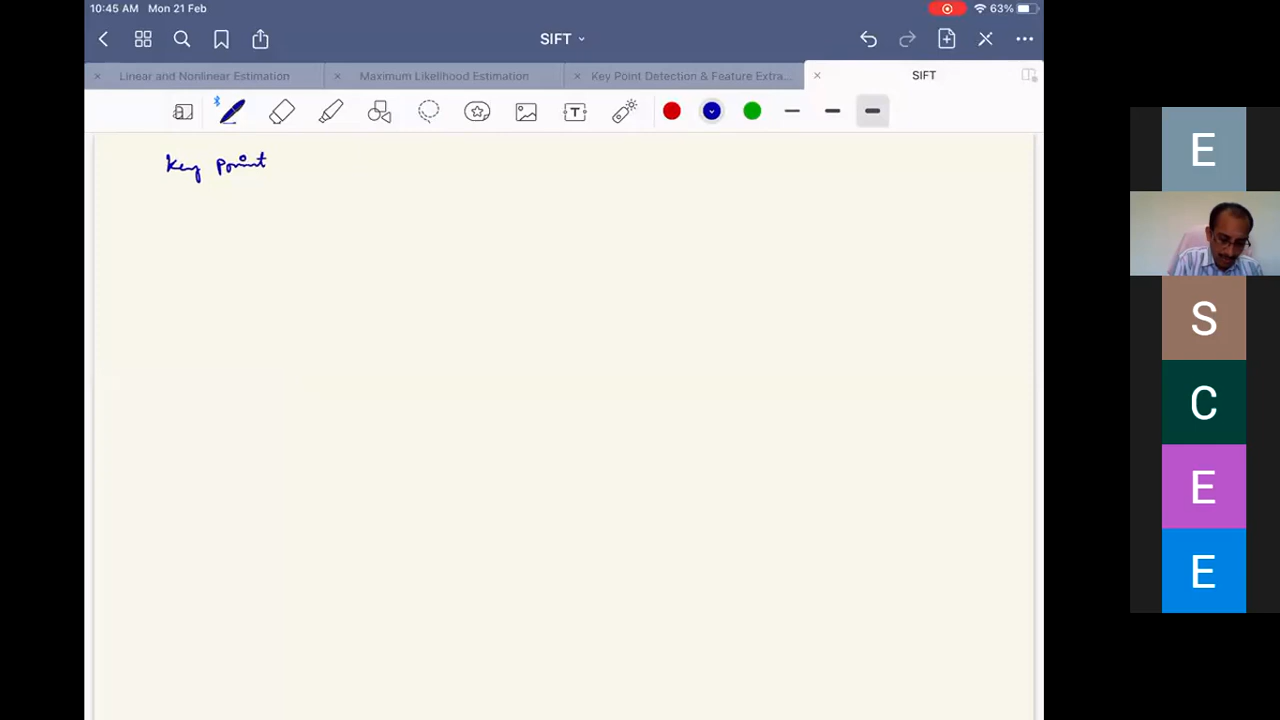 10:45 AM Mon 21 Feb
63%
SIFT
Linear and Nonlinear Estimation
Maximum Likelihood Estimation
Key Point Detection & Feature Extra...
SIFT
T
Key Point
E
S
C
E
E